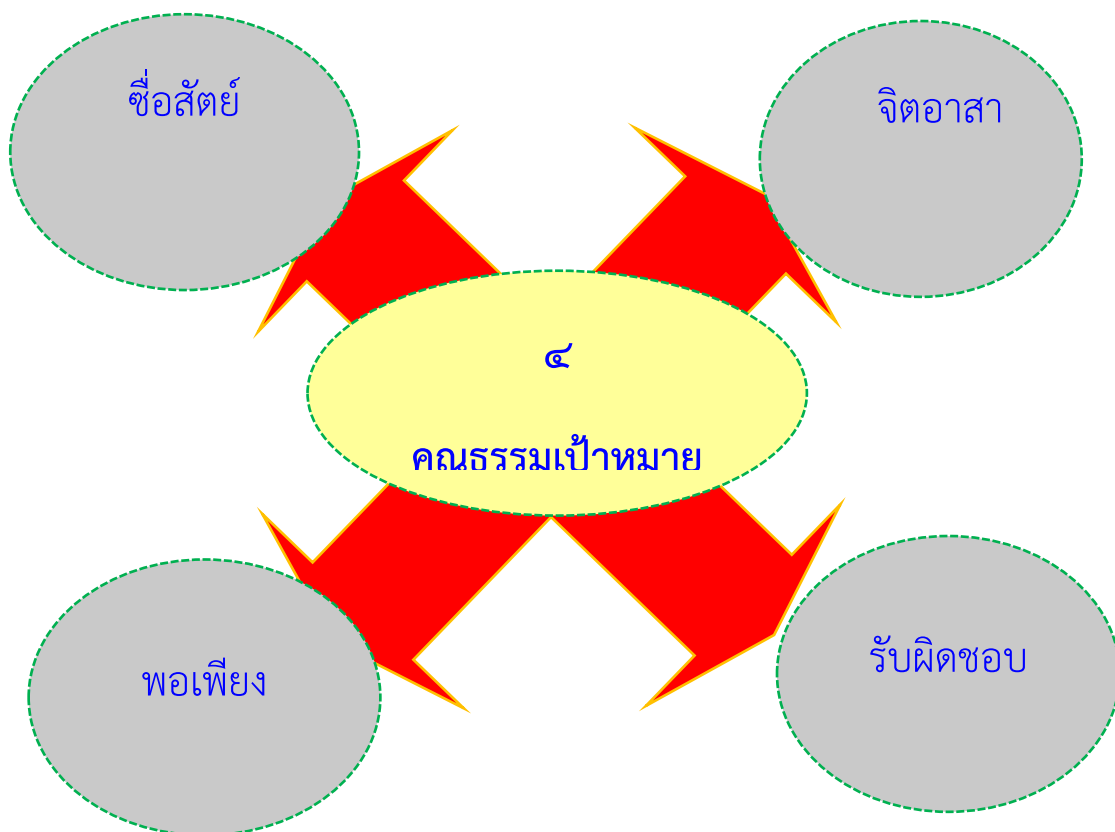 ซื่อสัตย์
จิตอาสา
๔
คุณธรรมเป้าหมาย
พอเพียง
รับผิดชอบ